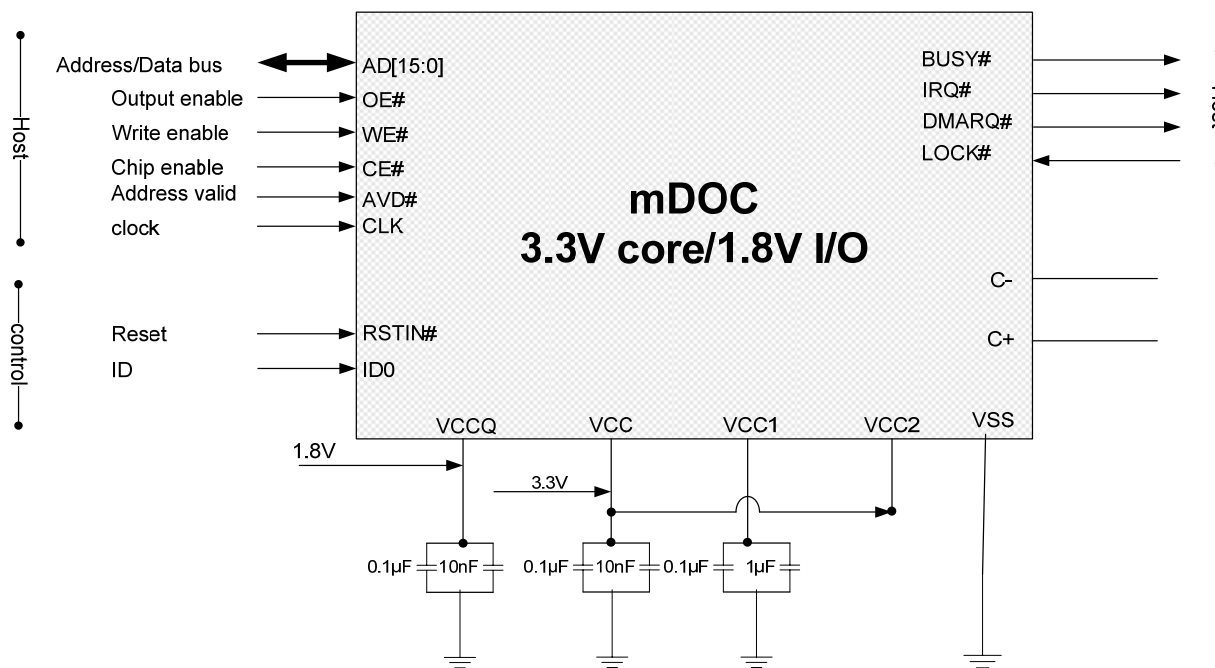 Host
Address/Data bus
Output enable
Write enable
Chip enable
Address valid
clock
control
Reset
ID
AD[15:0]
OE#
WE#
CE#
AVD#
CLK
RSTIN#
ID0
mDOC
3.3V core/1.8V I/O
BUSY#
IRQ#
DMARQ#
LOCK#
C-
C+
VCCQ
VCC
VCC1
VCC2
VSS
1.8V
3.3V
0.1µF
10nF
0.1µF
10nF
0.1µF
1µF